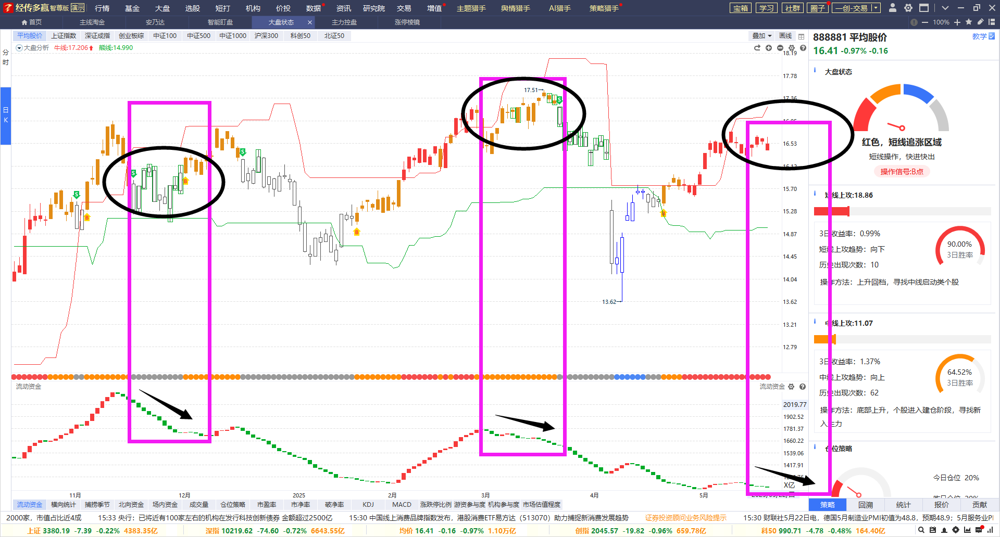 经传多赢 智尊版 演示 行情 基金 大盘 选股 短打 机构 价投 数据 资讯 研究院 交易 增值 主题猎手 舆情猎手 AI猎手 策略猎手 宝箱 学习 社群 圈子 一创-交易
首页 主线淘金 安乃达 智能盯盘 大盘状态 × 主力控盘 涨停棱镜 100%
平均股价 上证指数 深证成指 创业板综 中证100 中证500 中证1000 沪深300 科创50 北证50 叠加 画线
大盘分析 牛线:17.206 熊线:14.990
分时
日K
18.19
17.78
17.36
16.95
16.53
16.12
15.70
15.28
14.87
14.45
14.04
13.62
13.21
12.79
17.51
13.62
S
B
S
B
S
B
S
B
流动资金 流动资金
2019.77
1902.52
1781.37
1660.22
1539.06
1417.91
X亿
11月 12月 2025 2月 3月 4月 5月
流动资金 横向统计 捕捞季节 北向资金 场内资金 成交量 仓位策略 市盈率 市净率 破净率 KDJ MACD 涨跌停比例 游资参与度 机构参与度 市场估值程度
888881 平均股价 教学
16.41 -0.97% -0.16
大盘状态
红色，短线追涨区域
短线操作，快进快出
操作信号:B点
短线上攻:18.86
3日收益率：0.99%
短线上攻趋势：向下
历史出现次数：10
90.00%
3日胜率
操作方法：上升回档，寻找中线启动类个股
中线上攻:11.07
3日收益率：1.37%
中线上攻趋势：向上
历史出现次数：62
64.52%
3日胜率
操作方法：底部上升，个股进入建仓阶段，寻找新
入主力
仓位策略
今日仓位 20%
昨日仓位 20%
策略 回溯 统计 报价 贡献
2000家，市值占比近4成 15:33 央行：已将近有100家左右的机构在发行科技创新债券 金额超过2500亿 15:30 中国线上消费品牌指数发布，港股消费ETF易方达（513070）助力捕捉新消费发展趋势 证券投资顾问业务风险提示 15:30 财联社5月22日电，德国5月制造业PMI初值为48.8，预期48.9；5月服务业PI
上证 3380.19 -7.39 -0.22% 4383.35亿 深指 10219.62 -74.60 -0.72% 6643.55亿 均价 16.41 -0.16 -0.97% 1.10万亿 创指 2045.57 -19.82 -0.96% 659.78亿 科50 990.71 -4.78 -0.48% 164.40亿